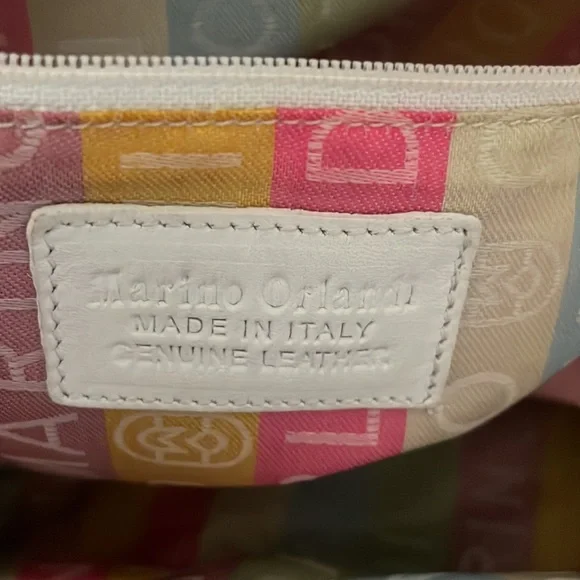 Marino Orlandi
MADE IN ITALY
GENUINE LEATHER